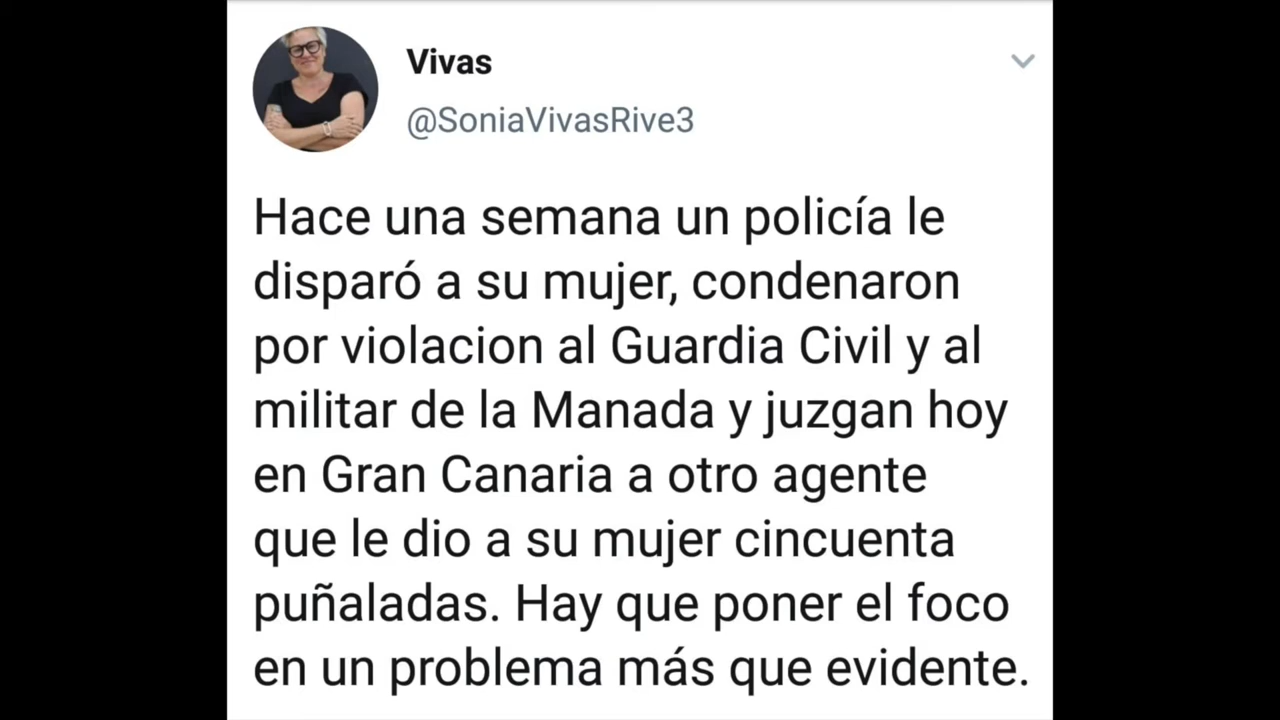 Vivas
@SoniaVivasRive3
Hace una semana un policía le
disparó a su mujer, condenaron
por violacion al Guardia Civil y al
militar de la Manada y juzgan hoy
en Gran Canaria a otro agente
que le dio a su mujer cincuenta
puñaladas. Hay que poner el foco
en un problema más que evidente.